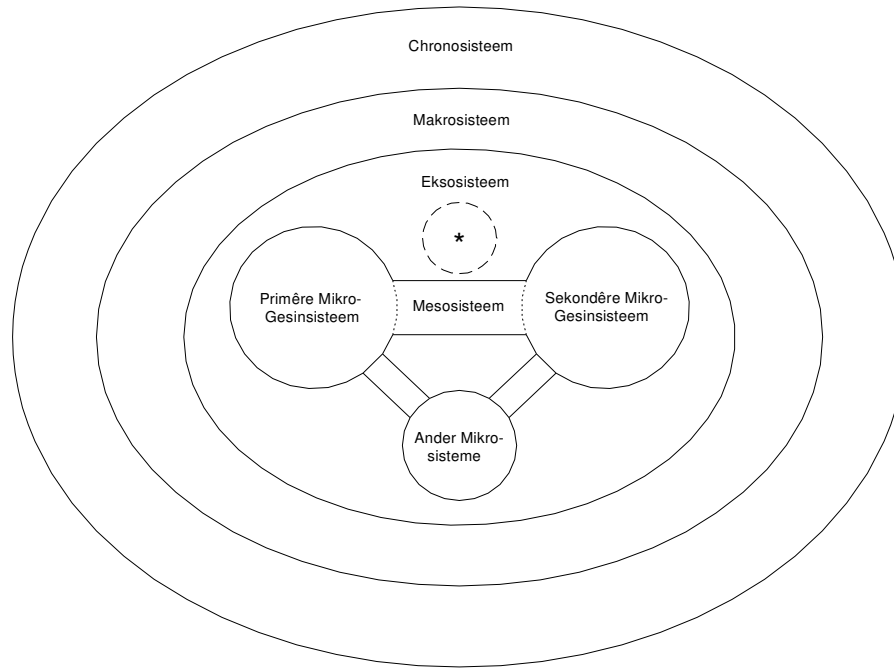 Chronosisteem
Makrosisteem
Eksosisteem
*
Primêre Mikro-
Gesinsisteem
Mesosisteem
Sekondêre Mikro-
Gesinsisteem
Ander Mikro-
sisteme